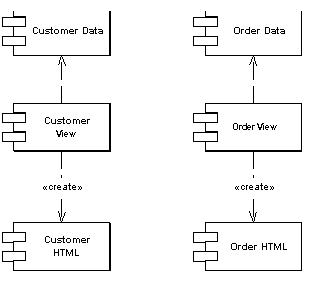 Customer Data
Order Data
Customer
View
Order View
«create»
«create»
Customer
HTML
Order HTML